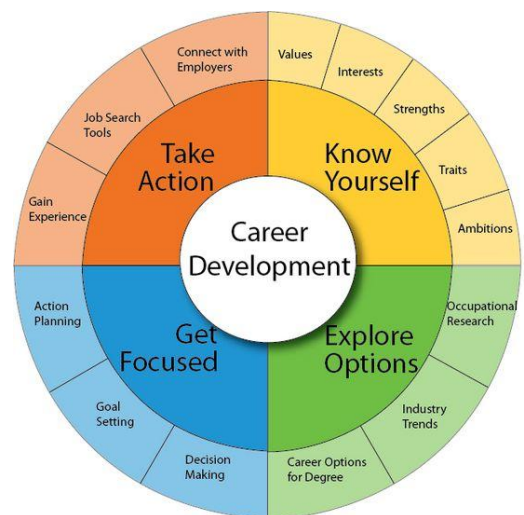 Connect with
Employers
Values
Interests
Strengths
Traits
Ambitions
Job Search
Tools
Gain
Experience
Take
Action
Know
Yourself
Career
Development
Get
Focused
Explore
Options
Occupational
Research
Industry
Trends
Career Options
for Degree
Decision
Making
Goal
Setting
Action
Planning